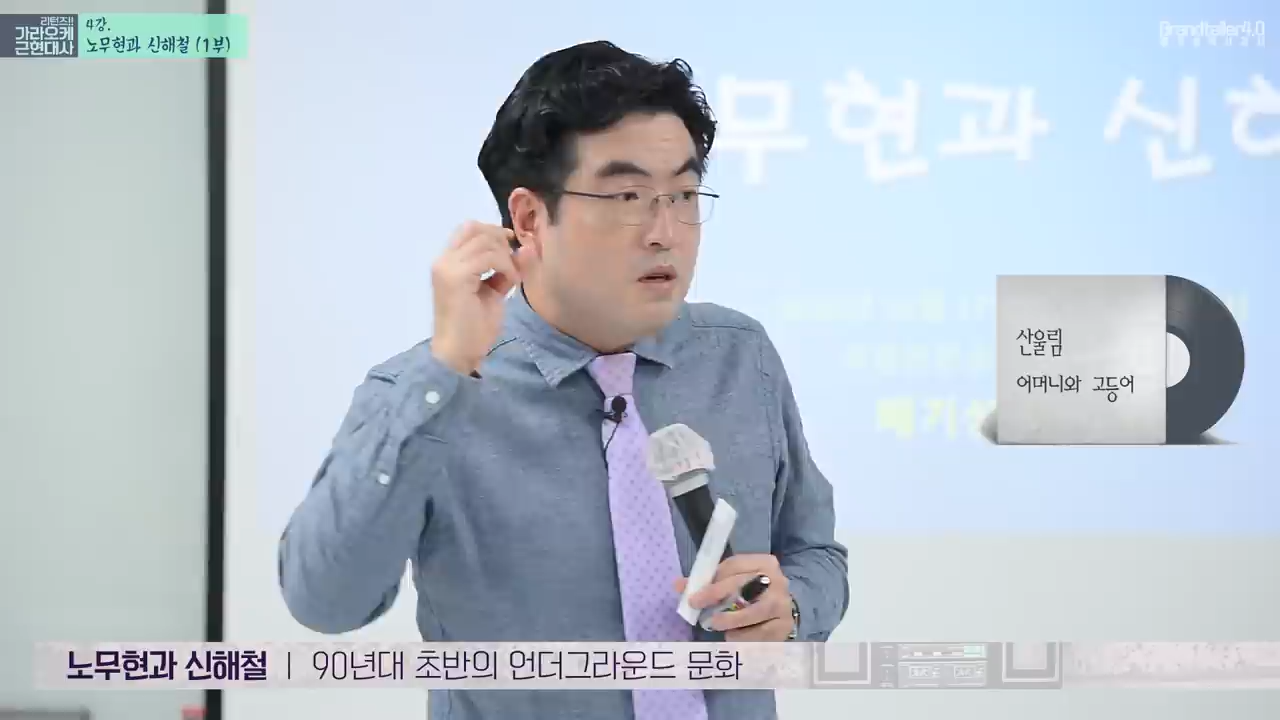 리턴즈!!
가라오케
근현대사
4강.
노무현과 신해철 (1부)
Brandtaller4.0
무현과 신해
산울림
어머니와 고등어
노무현과 신해철 | 90년대 초반의 언더그라운드 문화